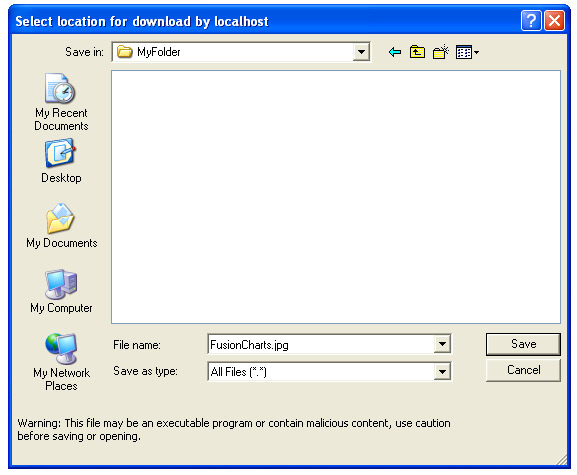 Select location for download by localhost
Save in: MyFolder
My Recent
Documents
Desktop
My Documents
My Computer
My Network
Places
File name: FusionCharts.jpg Save
Save as type: All Files (*.*) Cancel
Warning: This file may be an executable program or contain malicious content, use caution
before saving or opening.